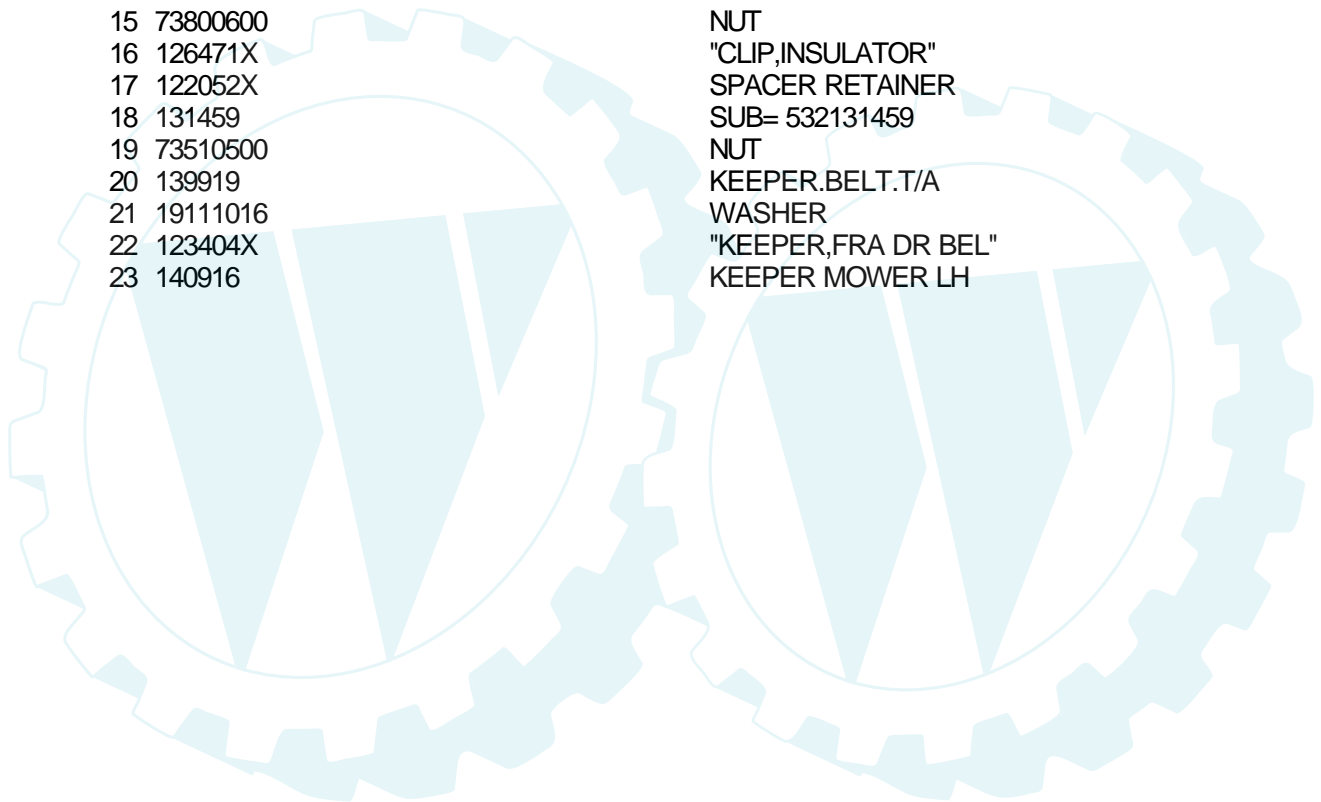 15 73800600 NUT
16 126471X "CLIP,INSULATOR"
17 122052X SPACER RETAINER
18 131459 SUB= 532131459
19 73510500 NUT
20 139919 KEEPER.BELT.T/A
21 19111016 WASHER
22 123404X "KEEPER,FRA DR BEL"
23 140916 KEEPER MOWER LH